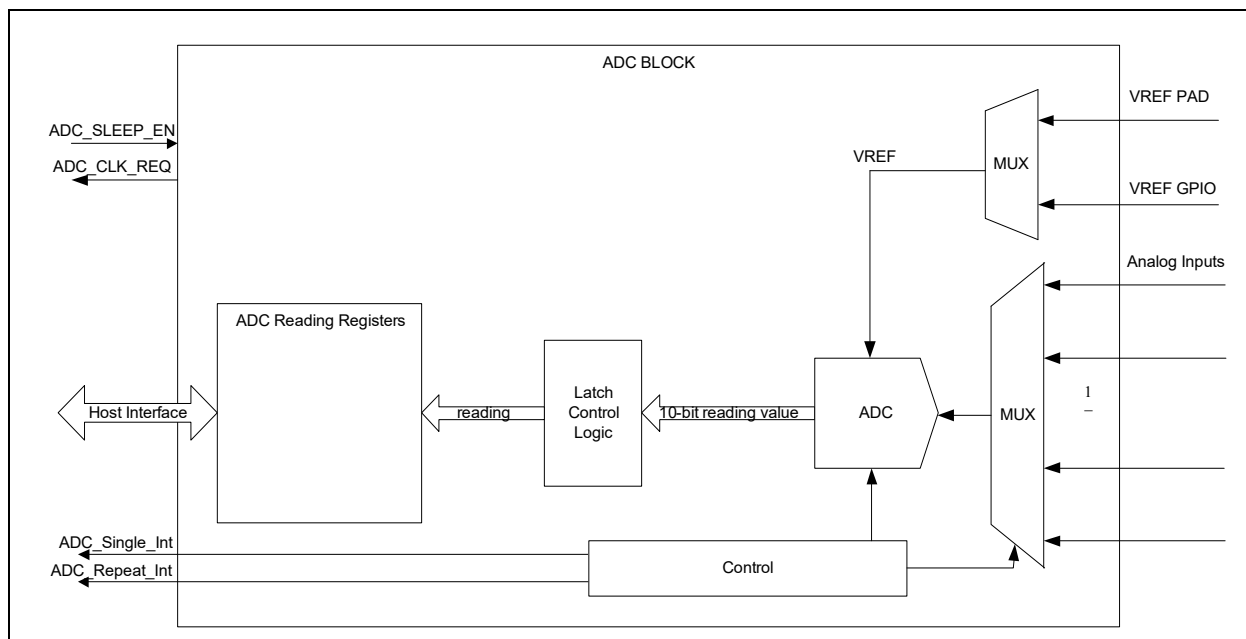 ADC BLOCK
VREF PAD
ADC_SLEEP_EN
ADC_CLK_REQ
VREF
MUX
VREF GPIO
Analog Inputs
ADC Reading Registers
Host Interface
reading
Latch
Control
Logic
10-bit reading value
ADC
MUX
1
ADC_Single_Int
ADC_Repeat_Int
Control